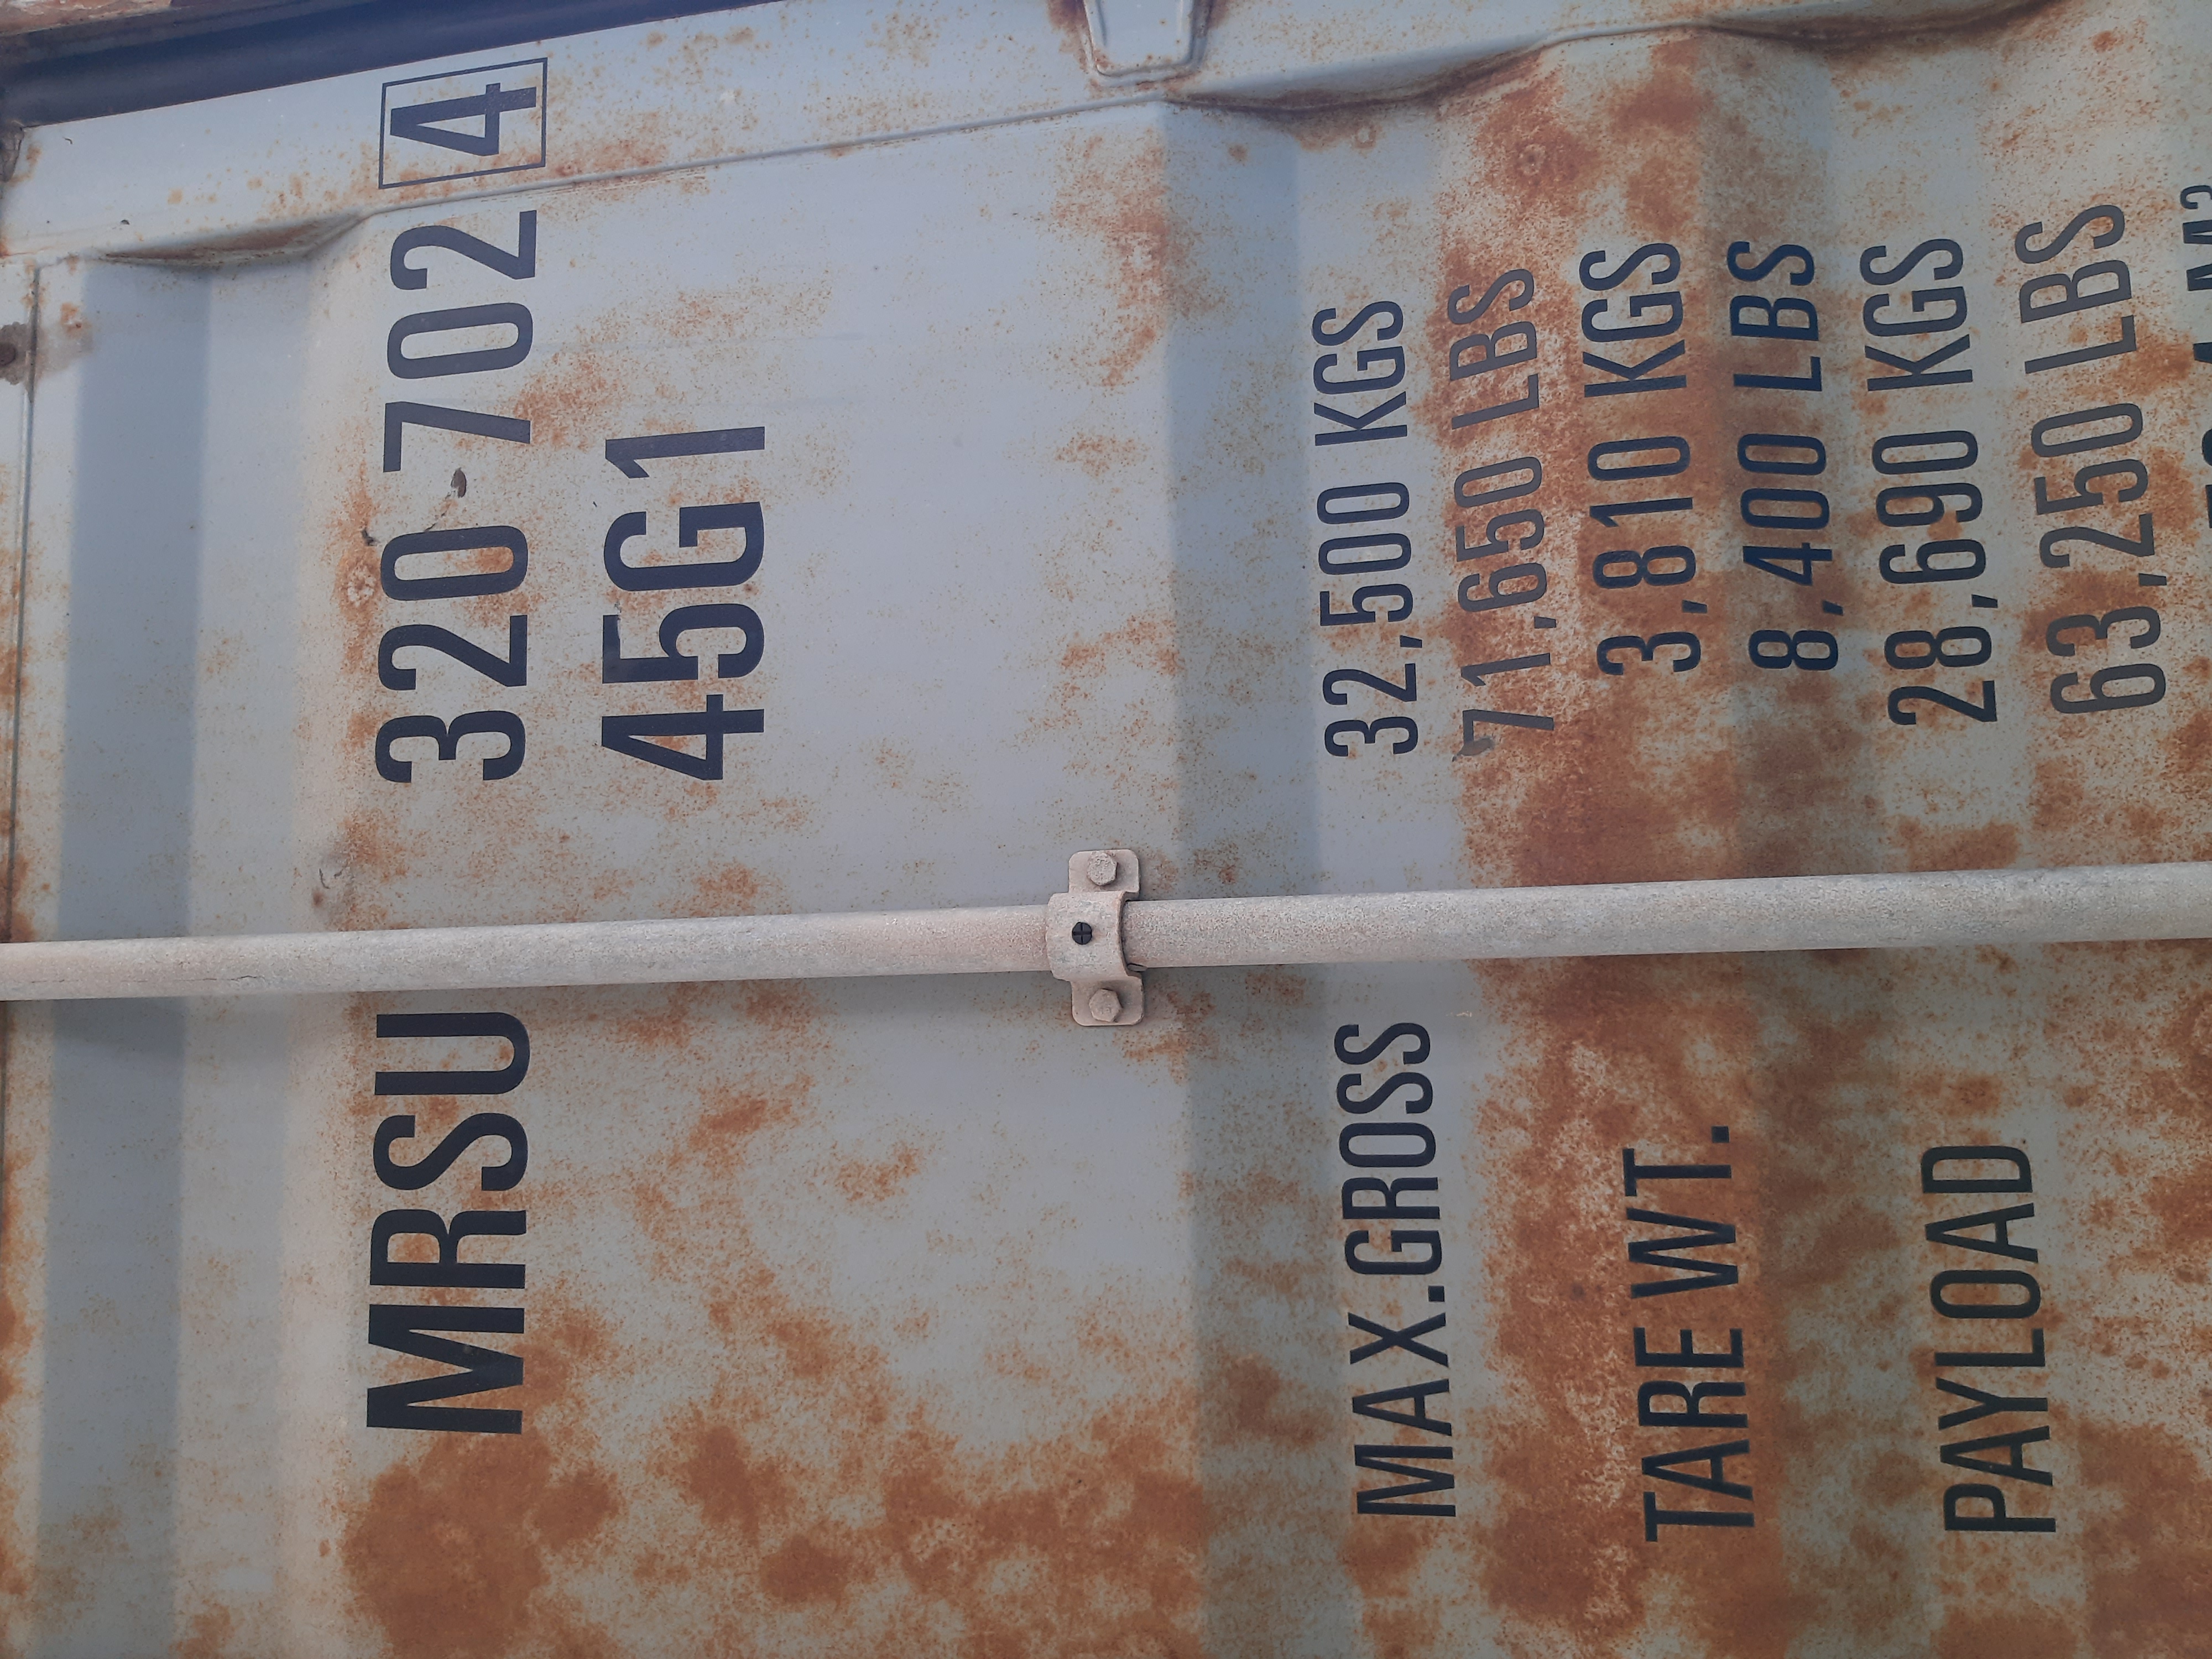 MRSU 320 702 4
45G1
MAX.GROSS 32,500 KGS
71,650 LBS
TARE WT. 3,810 KGS
8,400 LBS
PAYLOAD 28,690 KGS
63,250 LBS